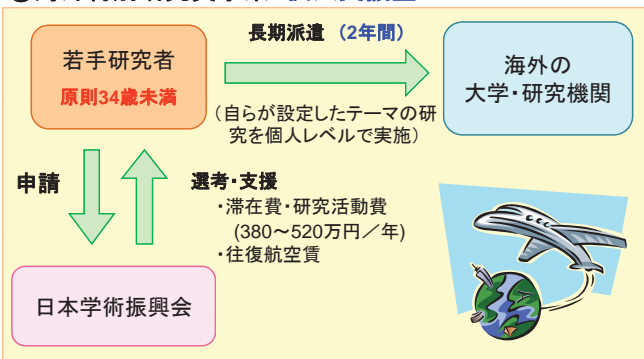 若手研究者
原則34歳未満
長期派遣（2年間）
海外の
大学・研究機関
（自らが設定したテーマの研
究を個人レベルで実施）
申請
選考・支援
・滞在費・研究活動費
(380～520万円／年)
・往復航空賃
日本学術振興会